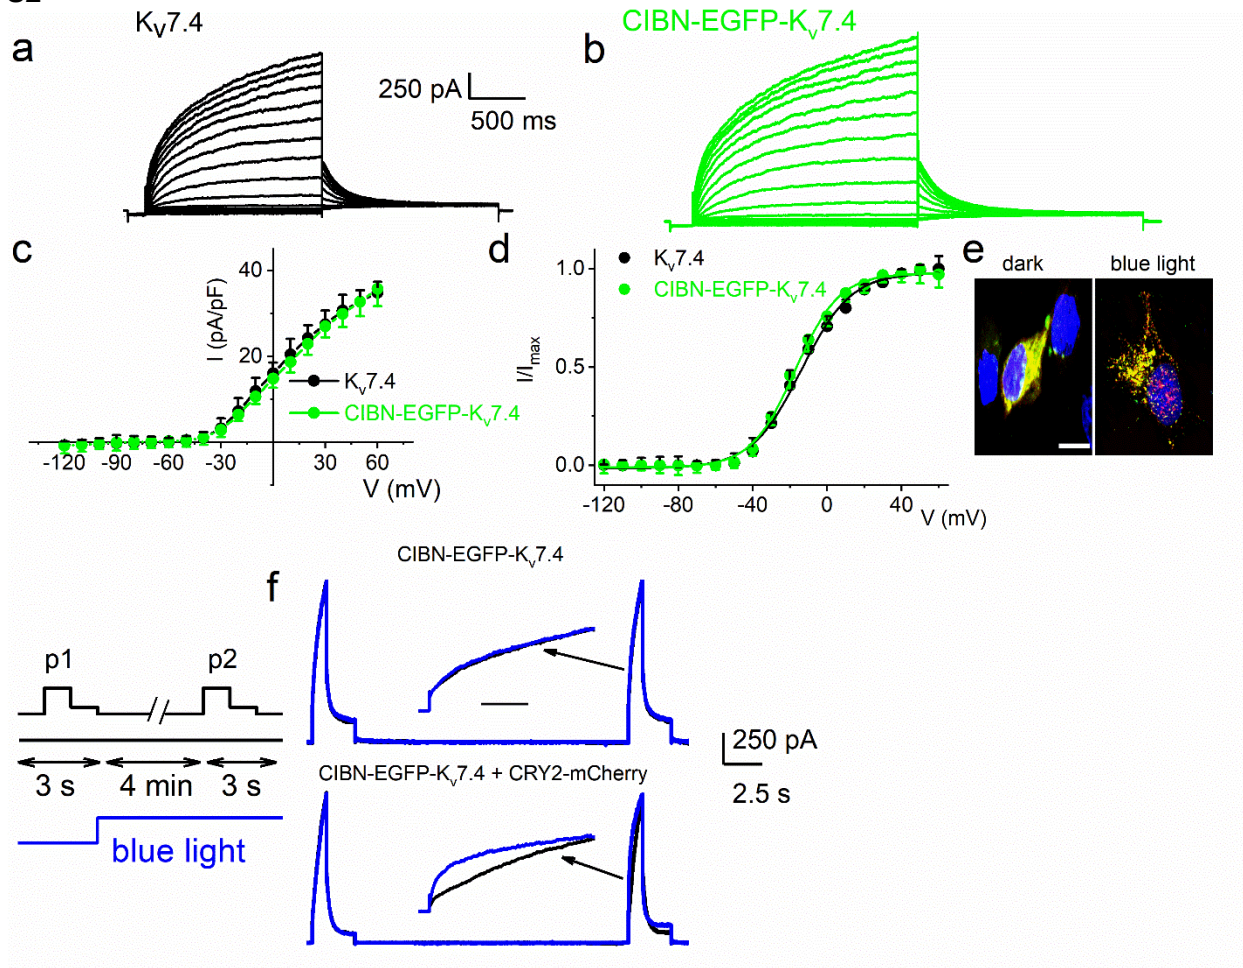 a
Kv7.4
250 pA
500 ms
b
CIBN-EGFP-Kv7.4
c
I (pA/pF)
40
20
Kv7.4
CIBN-EGFP-Kv7.4
-120 -90 -60 -30 30 60
V (mV)
d
I/Imax
1.0
0.5
0.0
Kv7.4
CIBN-EGFP-Kv7.4
-120 -80 -40 0 40
V (mV)
e
dark
blue light
f
p1
p2
3 s
4 min
3 s
blue light
CIBN-EGFP-Kv7.4
CIBN-EGFP-Kv7.4 + CRY2-mCherry
250 pA
2.5 s